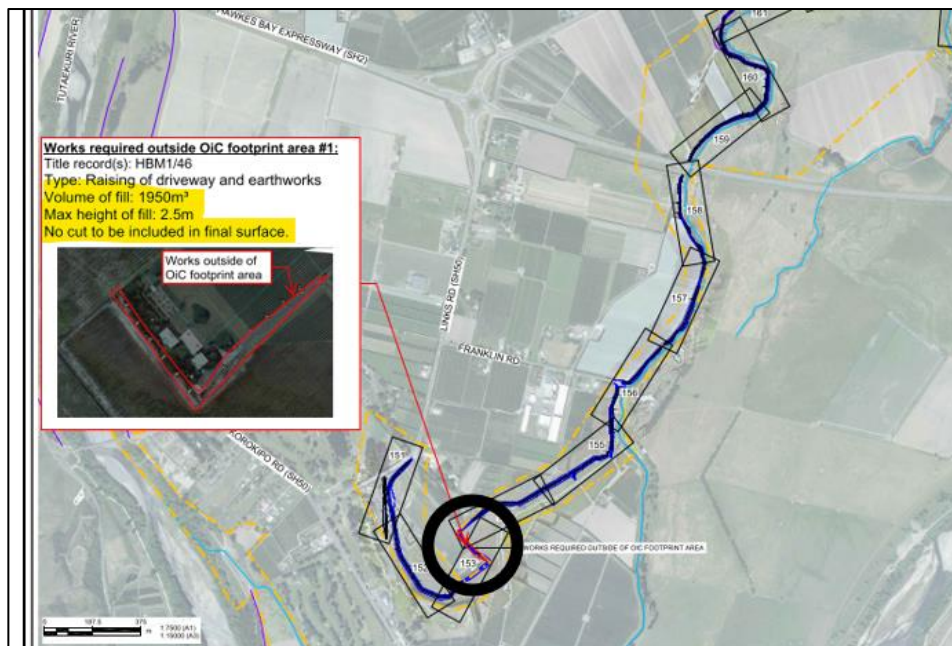 HAWKES BAY EXPRESSWAY (SH2)
TUTAEKURI RIVER
161
160
159
158
157
156
155
153
152
151
Works required outside OiC footprint area #1:
Title record(s): HBM1/46
Type: Raising of driveway and earthworks
Volume of fill: 1950m³
Max height of fill: 2.5m
No cut to be included in final surface.
Works outside of
OiC footprint area
LINKS RD (SH50)
FRANKLIN RD
KOROKIPO RD (SH50)
WORKS REQUIRED OUTSIDE OF OIC FOOTPRINT AREA
0 187.5 375
m
1:7500 (A1)
1:15000 (A3)